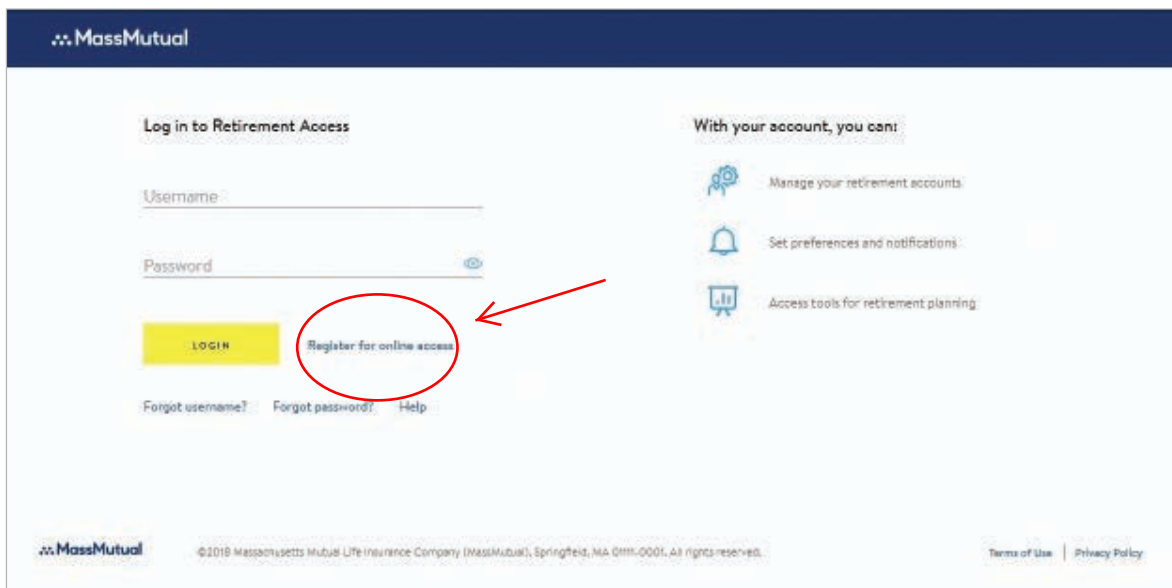 MassMutual
Log in to Retirement Access
Username
Password
LOGIN
Register for online access
Forgot username? Forgot password? Help
With your account, you can:
Manage your retirement accounts
Set preferences and notifications
Access tools for retirement planning
MassMutual
©2018 Massachusetts Mutual Life Insurance Company (MassMutual), Springfield, MA 01111-0001. All rights reserved.
Terms of Use | Privacy Policy